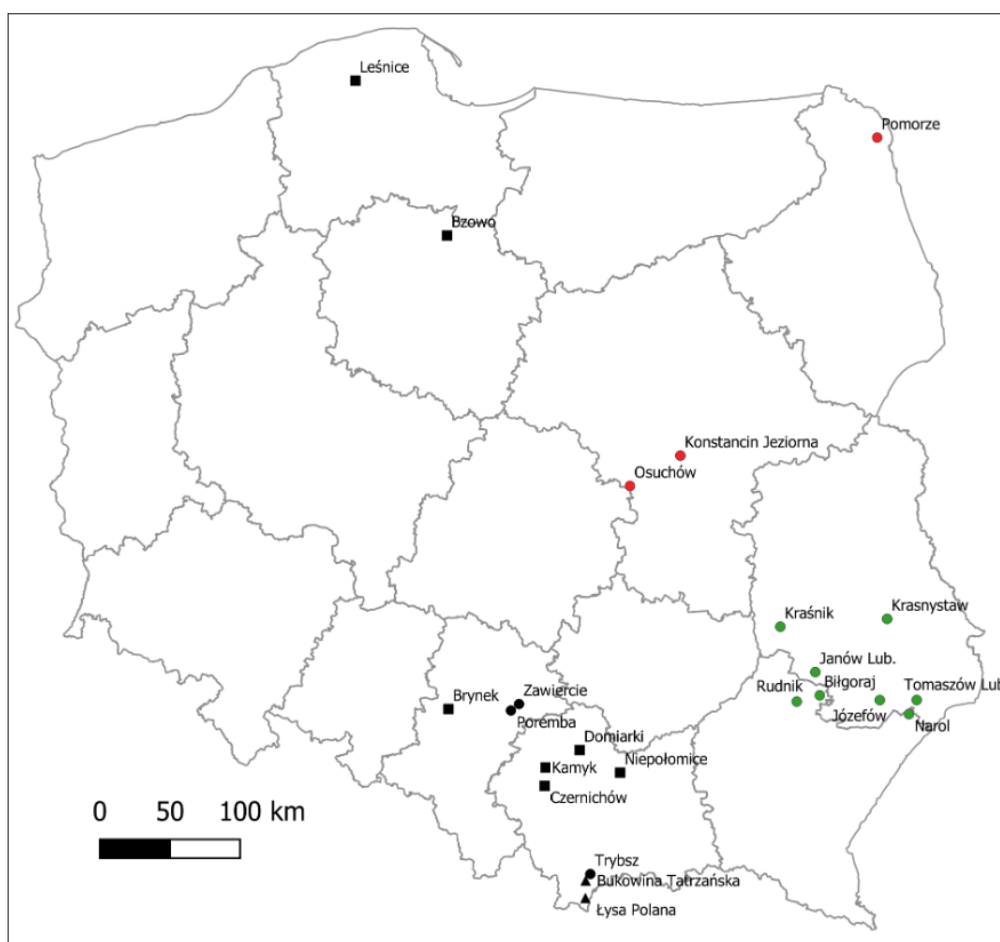 Leśnice
Pomorze
Bzowo
Konstancin Jeziorna
Osuchów
Kraśnik
Krasnystaw
Janów Lub.
Rudnik
Biłgoraj
Tomaszów Lub
Józefów
Narol
Brynek
Zawiercie
Poremba
Domiarki
Niepołomice
Kamyk
Czernichów
0 50 100 km
Trybsz
Bukowina Tatrzańska
Łysa Polana